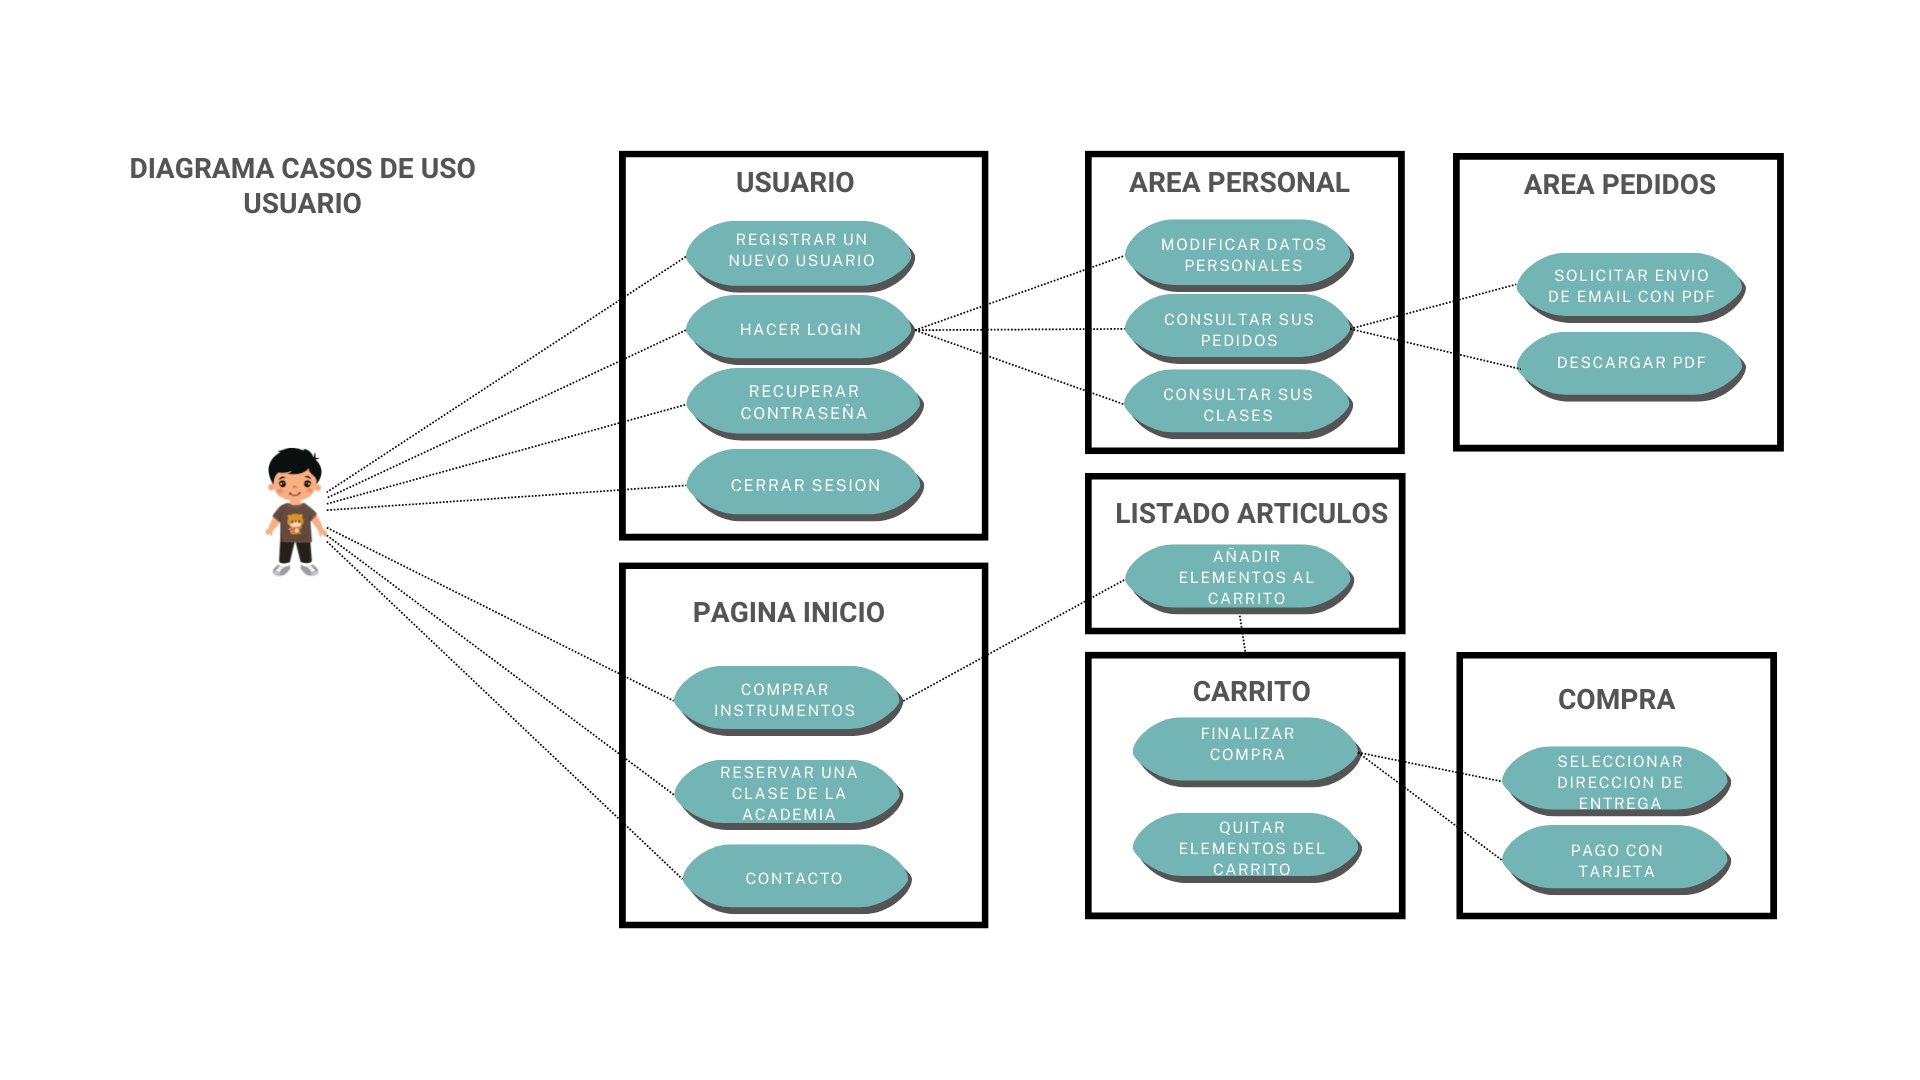 DIAGRAMA CASOS DE USO
USUARIO
USUARIO
REGISTRAR UN
NUEVO USUARIO
HACER LOGIN
RECUPERAR
CONTRASEÑA
CERRAR SESION
AREA PERSONAL
MODIFICAR DATOS
PERSONALES
CONSULTAR SUS
PEDIDOS
CONSULTAR SUS
CLASES
AREA PEDIDOS
SOLICITAR ENVIO
DE EMAIL CON PDF
DESCARGAR PDF
LISTADO ARTICULOS
AÑADIR
ELEMENTOS AL
CARRITO
PAGINA INICIO
COMPRAR
INSTRUMENTOS
RESERVAR UNA
CLASE DE LA
ACADEMIA
CONTACTO
CARRITO
FINALIZAR
COMPRA
QUITAR
ELEMENTOS DEL
CARRITO
COMPRA
SELECCIONAR
DIRECCION DE
ENTREGA
PAGO CON
TARJETA